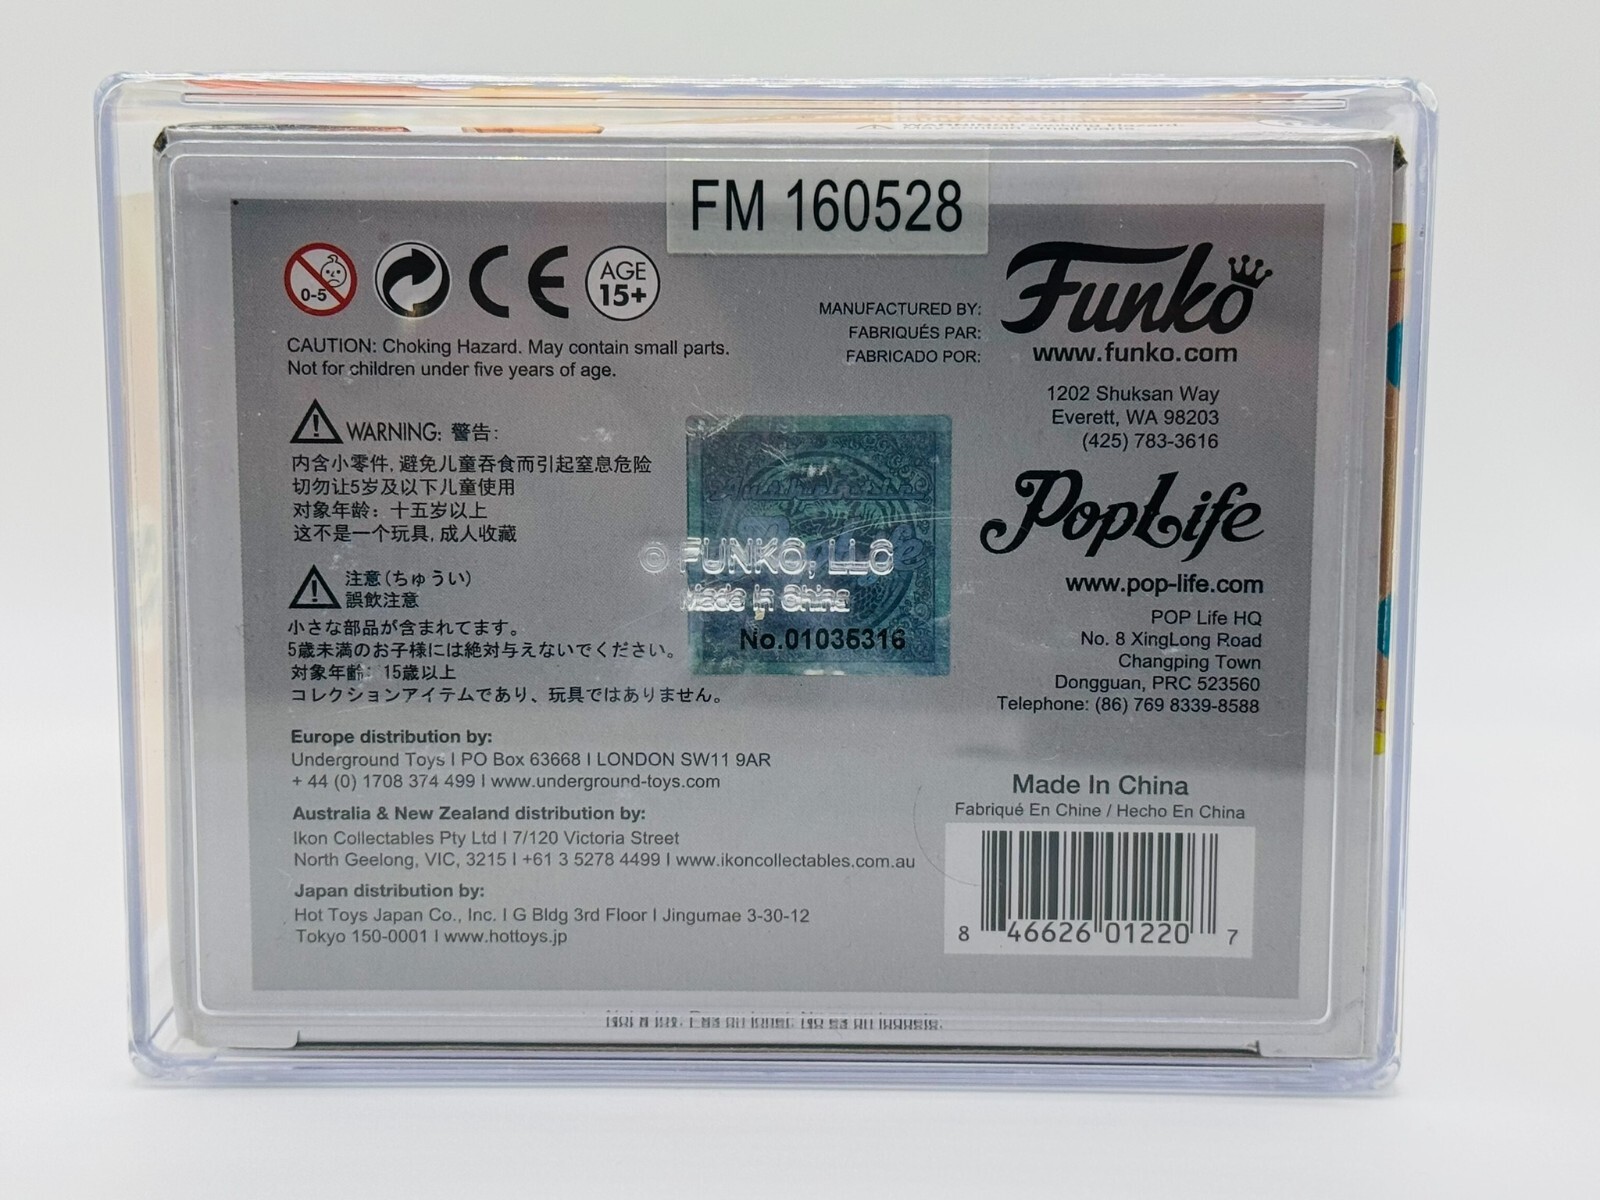 FM 160528
0-5
CE
AGE
15+
CAUTION: Choking Hazard. May contain small parts.
Not for children under five years of age.
WARNING: 警告:
内含小零件, 避免儿童吞食而引起窒息危险
切勿让5岁及以下儿童使用
对象年龄：十五岁以上
这不是一个玩具, 成人收藏
注意(ちゅうい)
誤飲注意
小さな部品が含まれてます。
5歳未満のお子様には絶対与えないでください。
対象年齢: 15歳以上
コレクションアイテムであり、玩具ではありません。
Europe distribution by:
Underground Toys I PO Box 63668 I LONDON SW11 9AR
+ 44 (0) 1708 374 499 I www.underground-toys.com
Australia & New Zealand distribution by:
Ikon Collectables Pty Ltd I 7/120 Victoria Street
North Geelong, VIC, 3215 I +61 3 5278 4499 I www.ikoncollectables.com.au
Japan distribution by:
Hot Toys Japan Co., Inc. I G Bldg 3rd Floor I Jingumae 3-30-12
Tokyo 150-0001 I www.hottoys.jp
© FUNKO, LLC
Made in China
No.01035316
MANUFACTURED BY:
FABRIQUÉS PAR:
FABRICADO POR:
Funko
www.funko.com
1202 Shuksan Way
Everett, WA 98203
(425) 783-3616
PopLife
www.pop-life.com
POP Life HQ
No. 8 XingLong Road
Changping Town
Dongguan, PRC 523560
Telephone: (86) 769 8339-8588
Made In China
Fabriqué En Chine / Hecho En China
8 46626 01220 7